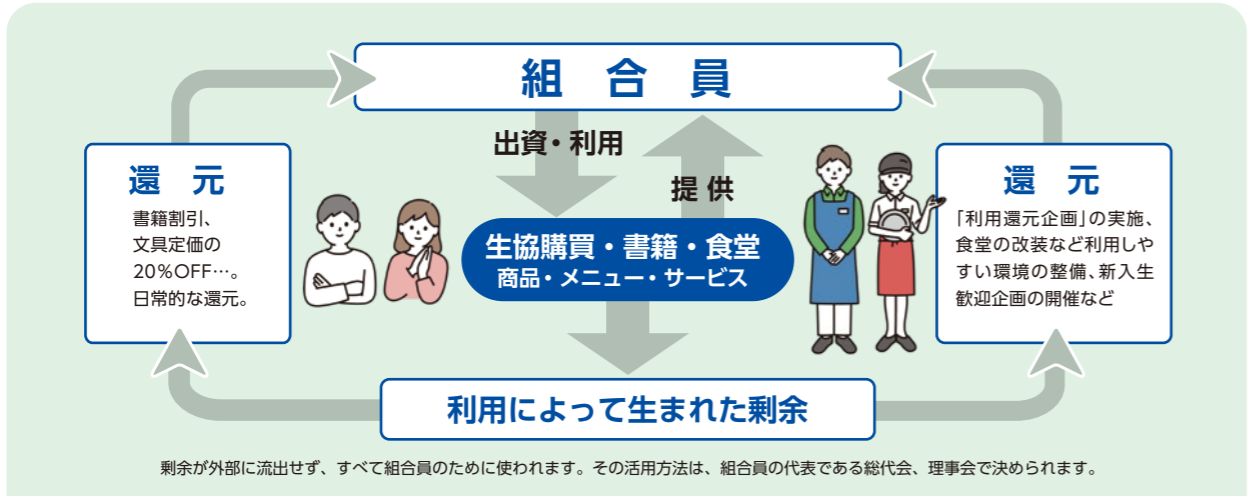 組合員
出資・利用
提供
還元
書籍割引、
文具定価の
20%OFF…。
日常的な還元。
生協購買・書籍・食堂
商品・メニュー・サービス
還元
「利用還元企画」の実施、
食堂の改装など利用しや
すい環境の整備、新入生
歓迎企画の開催など
利用によって生まれた剰余
剰余が外部に流出せず、すべて組合員のために使われます。その活用方法は、組合員の代表である総代会、理事会で決められます。